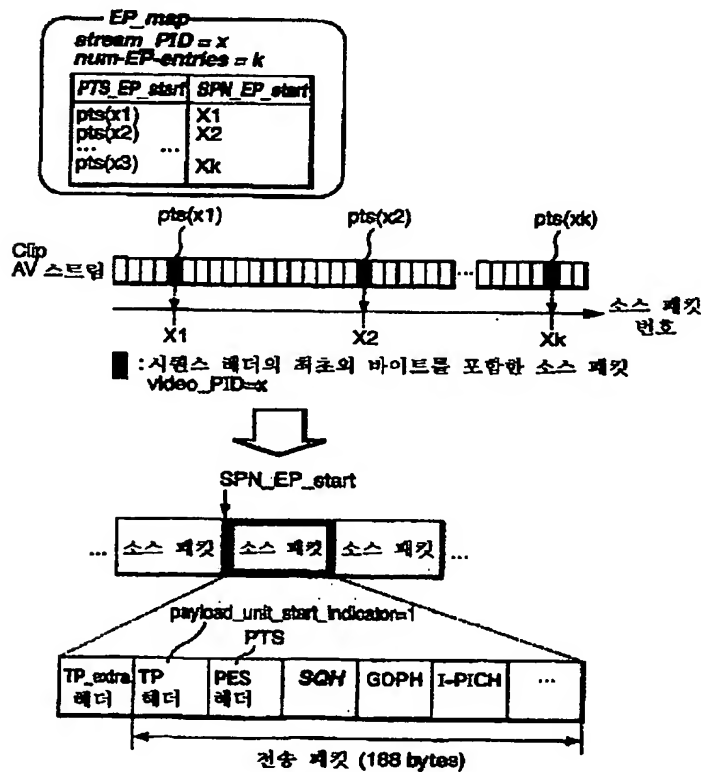 EP_map
stream_PID = x
num-EP-entries = k
PTS_EP_start SPN_EP_start
pts(x1) X1
pts(x2) X2
... ...
pts(x3) Xk
pts(x1) pts(x2) pts(xk)
Clip
AV 스트림 ...
소스 패킷
번호
X1 X2 Xk
:시퀀스 헤더의 최초의 바이트를 포함한 소스 패킷
video_PID=x
SPN_EP_start
... 소스 패킷 소스 패킷 소스 패킷 ...
payload_unit_start_indicator=1
PTS
TP_extra 헤더 TP 헤더 PES 헤더 SQH GOPH I-PICH ...
전송 패킷 (188 bytes)